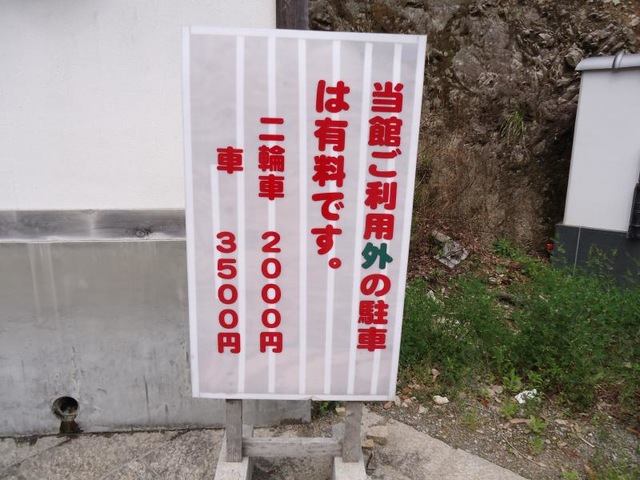 当館ご利用外の駐車
は有料です。
二輪車 2000円
車 3500円